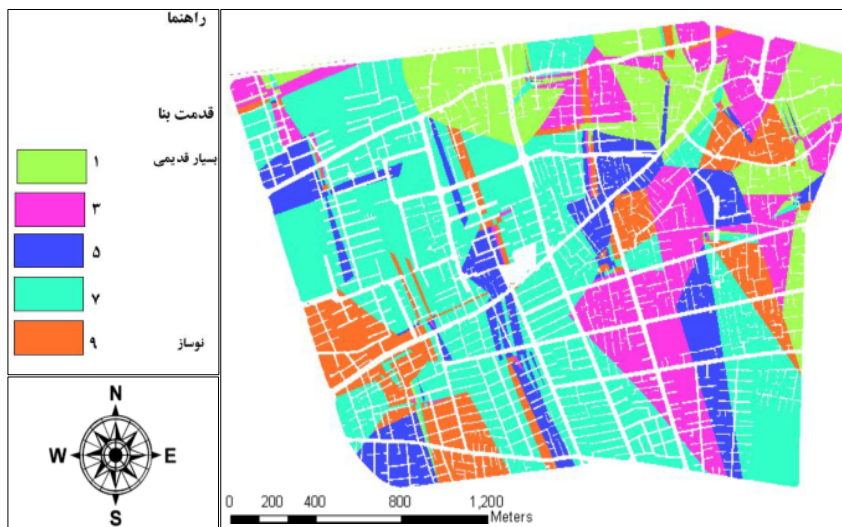 راهنما
قدمت بنا
بسیار قدیمی ۱
۳
۵
۷
نوساز ۹
N
W E
S
0 200 400 800 1,200
Meters